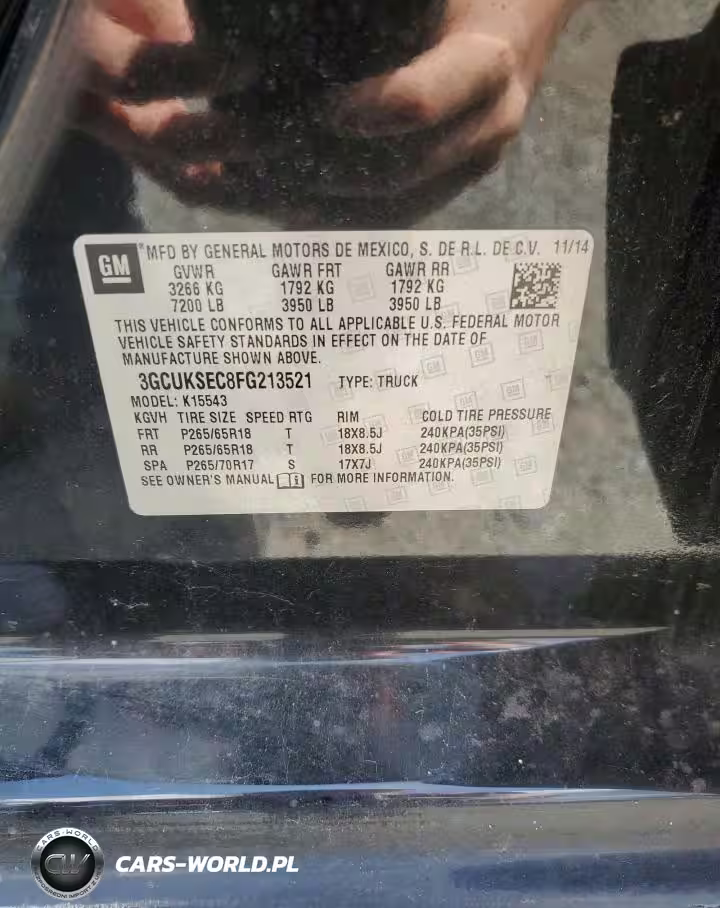 GM
®MFD BY GENERAL MOTORS DE MEXICO, S. DE R.L. DE C.V. 11/14
GVWR GAWR FRT GAWR RR
3266 KG 1792 KG 1792 KG
7200 LB 3950 LB 3950 LB
THIS VEHICLE CONFORMS TO ALL APPLICABLE U.S. FEDERAL MOTOR
VEHICLE SAFETY STANDARDS IN EFFECT ON THE DATE OF
MANUFACTURE SHOWN ABOVE.
3GCUKSEC8FG213521 TYPE: TRUCK
MODEL: K15543
KGVH TIRE SIZE SPEED RTG RIM COLD TIRE PRESSURE
FRT P265/65R18 T 18X8.5J 240KPA(35PSI)
RR P265/65R18 T 18X8.5J 240KPA(35PSI)
SPA P265/70R17 S 17X7J 240KPA(35PSI)
SEE OWNER'S MANUAL FOR MORE INFORMATION.
CARS-WORLD
CW
CARS-WORLD.PL